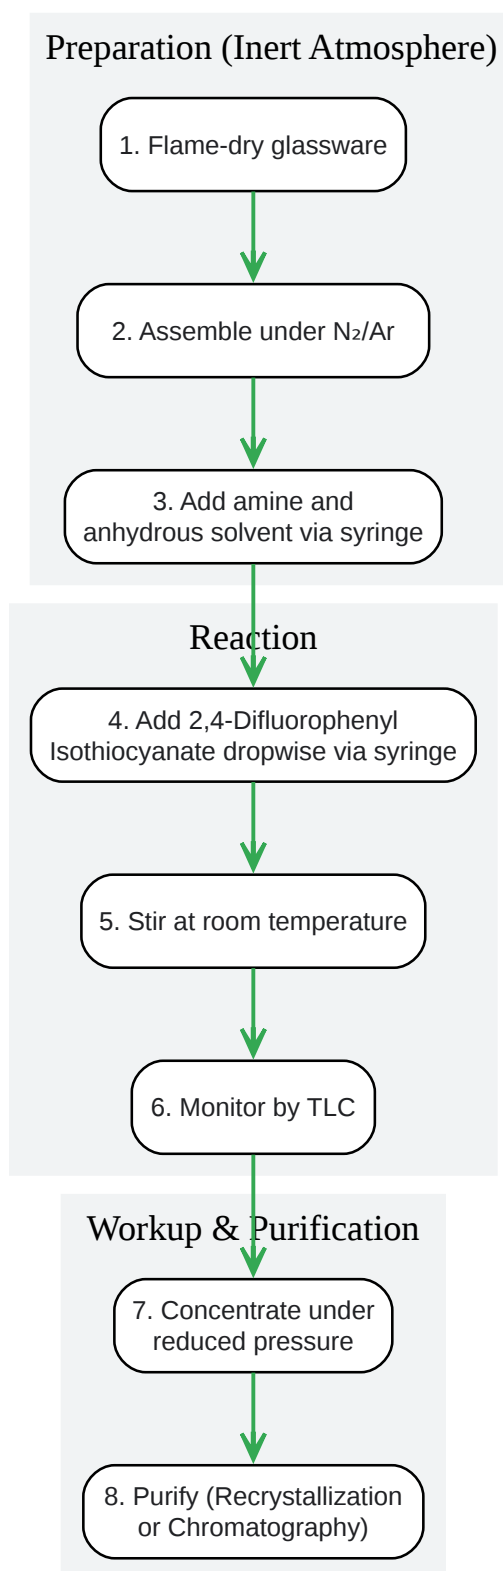 Preparation (Inert Atmosphere)
1. Flame-dry glassware
2. Assemble under N₂/Ar
3. Add amine and
anhydrous solvent via syringe
Reaction
4. Add 2,4-Difluorophenyl
Isothiocyanate dropwise via syringe
5. Stir at room temperature
6. Monitor by TLC
Workup & Purification
7. Concentrate under
reduced pressure
8. Purify (Recrystallization
or Chromatography)